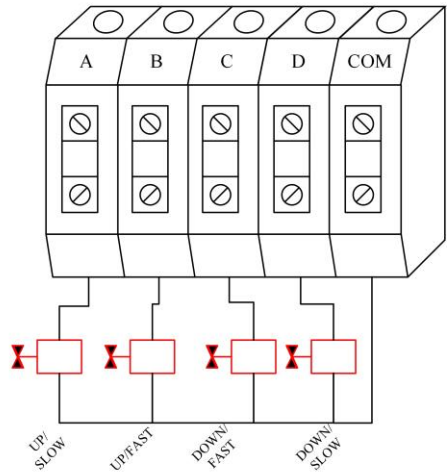 A B C D COM
UP/
SLOW
UP/FAST
DOWN/
FAST
DOWN/
SLOW